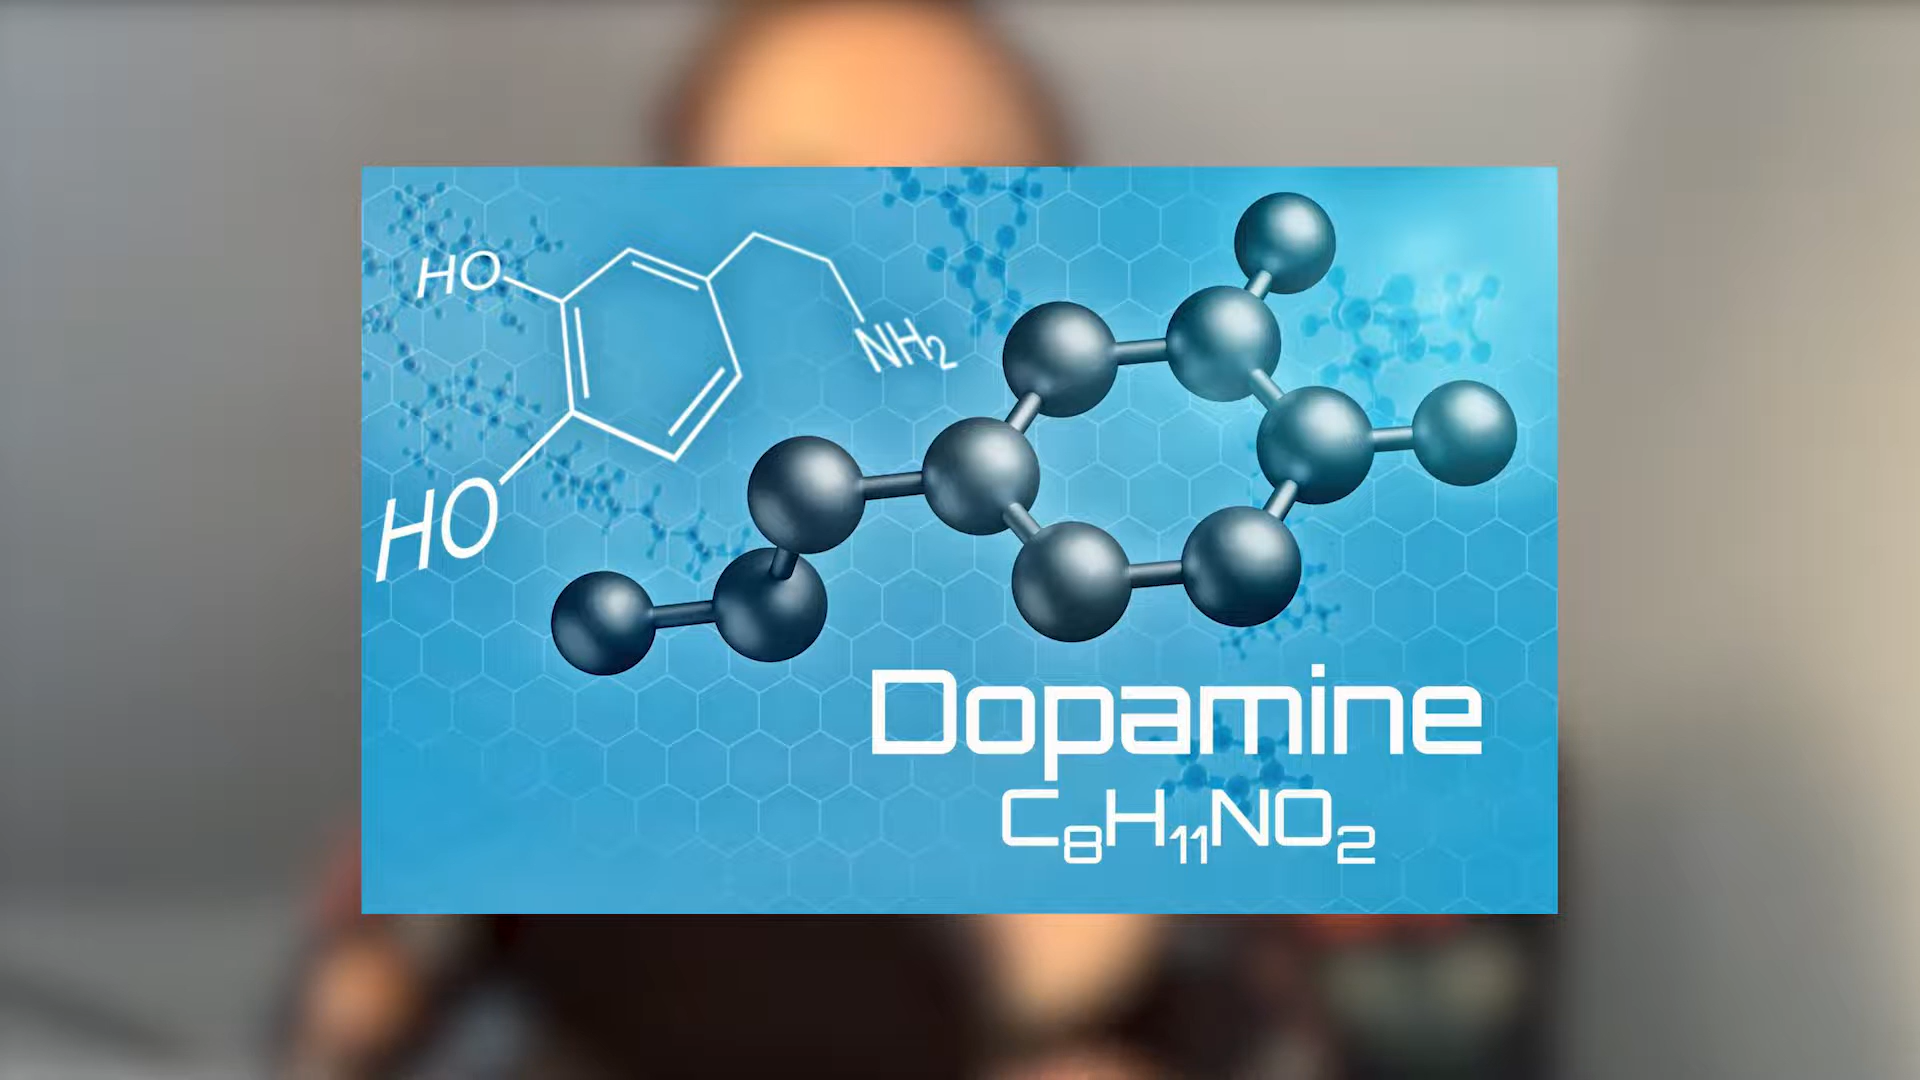 HO
NH₂
HO
Dopamine
C₈H₁₁NO₂